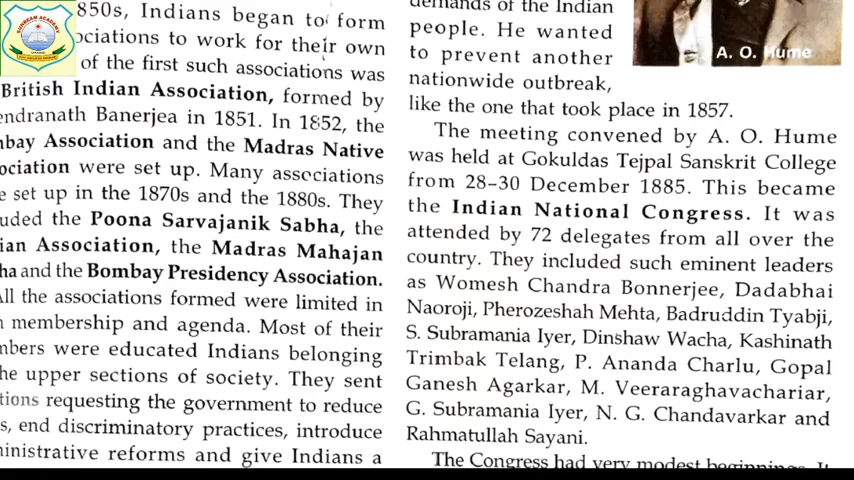 SUNBEAM ACADEMY
850s, Indians began to form
ociations to work for their own
of the first such associations was
British Indian Association, formed by
endranath Banerjea in 1851. In 1852, the
nbay Association and the Madras Native
ociation were set up. Many associations
e set up in the 1870s and the 1880s. They
uded the Poona Sarvajanik Sabha, the
ian Association, the Madras Mahajan
ha and the Bombay Presidency Association.
All the associations formed were limited in
n membership and agenda. Most of their
mbers were educated Indians belonging
he upper sections of society. They sent
tions requesting the government to reduce
s, end discriminatory practices, introduce
ministrative reforms and give Indians a
demands of the Indian
people. He wanted
to prevent another
nationwide outbreak,
like the one that took place in 1857.
A. O. Hume
The meeting convened by A. O. Hume
was held at Gokuldas Tejpal Sanskrit College
from 28-30 December 1885. This became
the Indian National Congress. It was
attended by 72 delegates from all over the
country. They included such eminent leaders
as Womesh Chandra Bonnerjee, Dadabhai
Naoroji, Pherozeshah Mehta, Badruddin Tyabji,
S. Subramania Iyer, Dinshaw Wacha, Kashinath
Trimbak Telang, P. Ananda Charlu, Gopal
Ganesh Agarkar, M. Veeraraghavachariar,
G. Subramania Iyer, N. G. Chandavarkar and
Rahmatullah Sayani.
The Congress had very modest beginnings. It